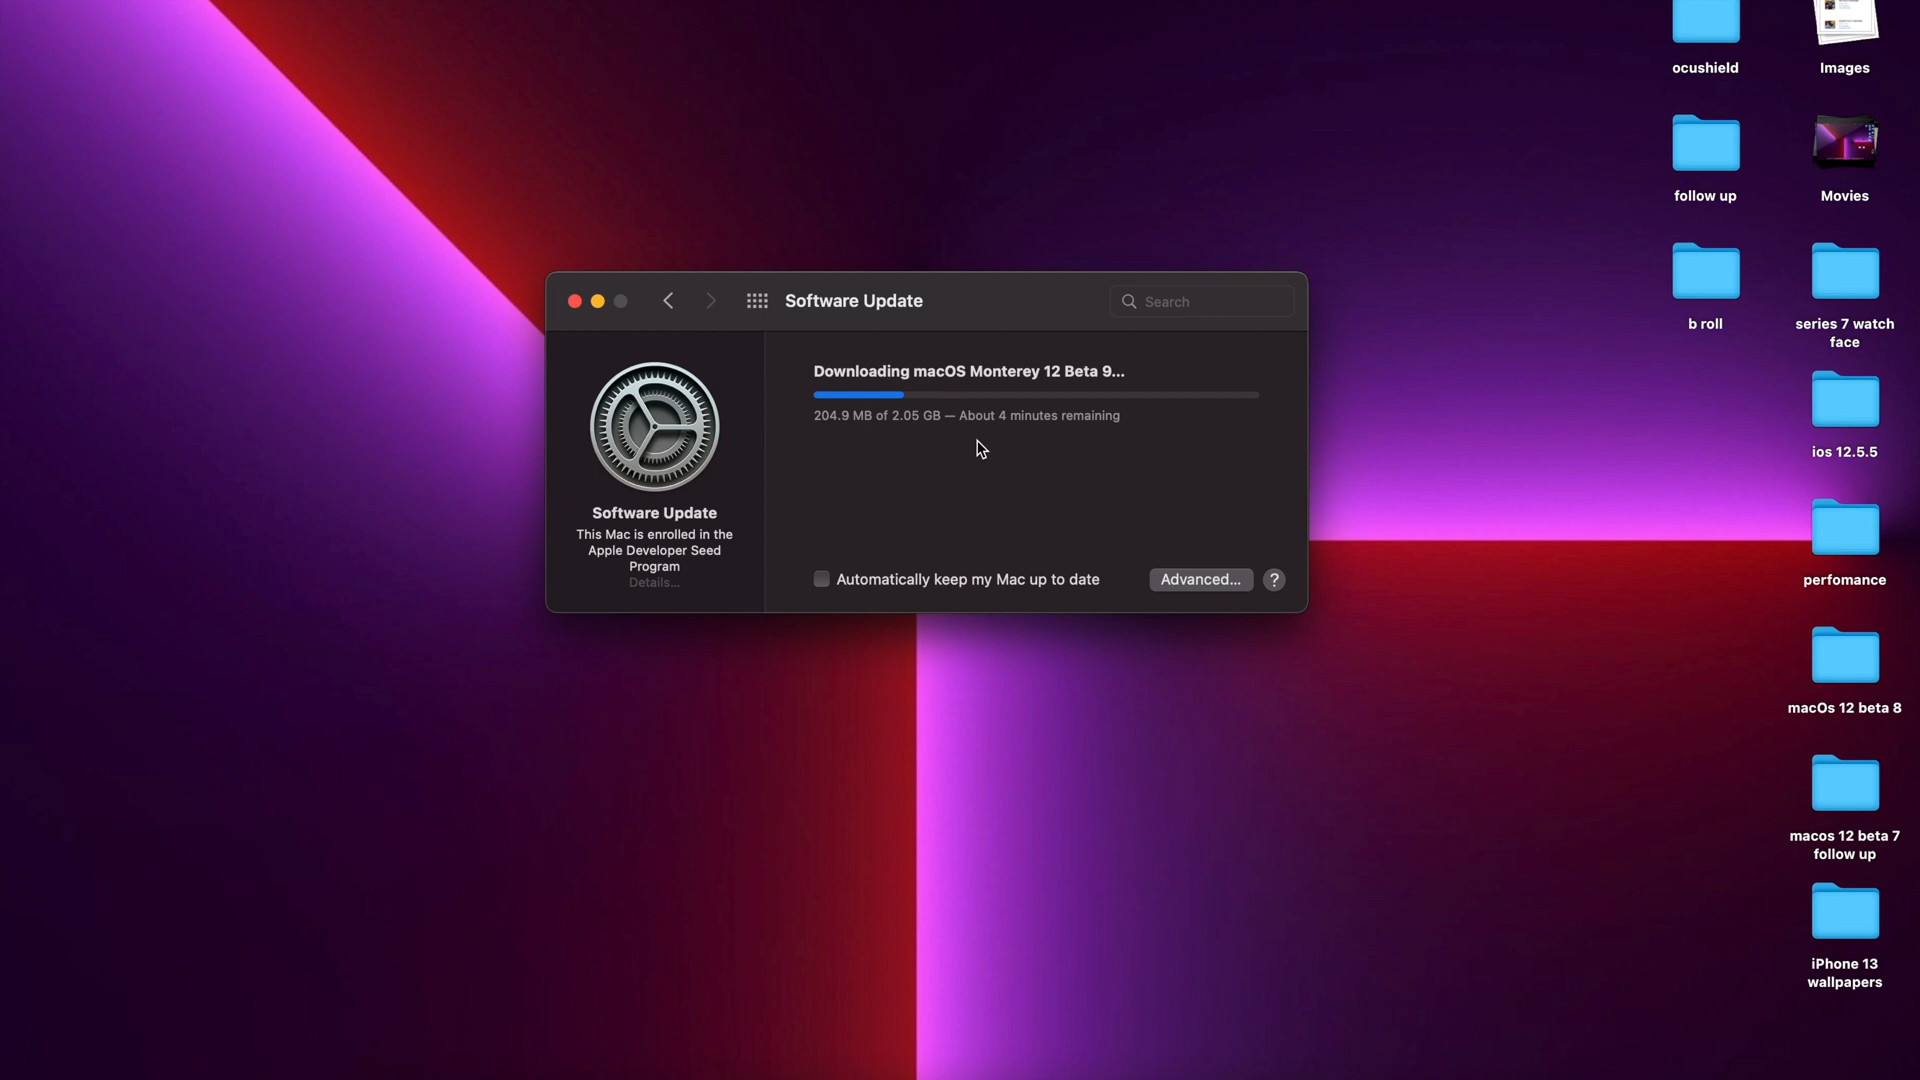 ocushield
Images
follow up
Movies
b roll
series 7 watch
face
Software Update
Search
Downloading macOS Monterey 12 Beta 9...
204.9 MB of 2.05 GB — About 4 minutes remaining
Software Update
This Mac is enrolled in the
Apple Developer Seed
Program
Details...
Automatically keep my Mac up to date
Advanced...
?
ios 12.5.5
perfomance
macOs 12 beta 8
macos 12 beta 7
follow up
iPhone 13
wallpapers